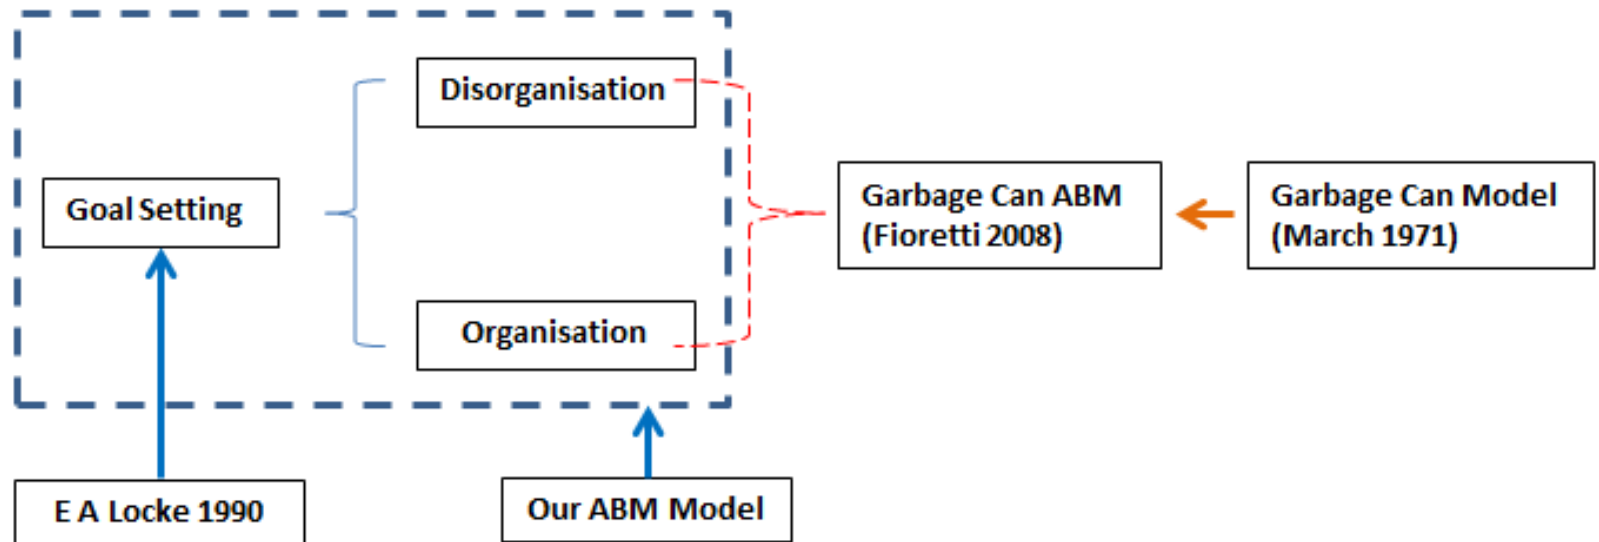 Disorganisation
Goal Setting
Organisation
Garbage Can ABM
(Fioretti 2008)
Garbage Can Model
(March 1971)
E A Locke 1990
Our ABM Model